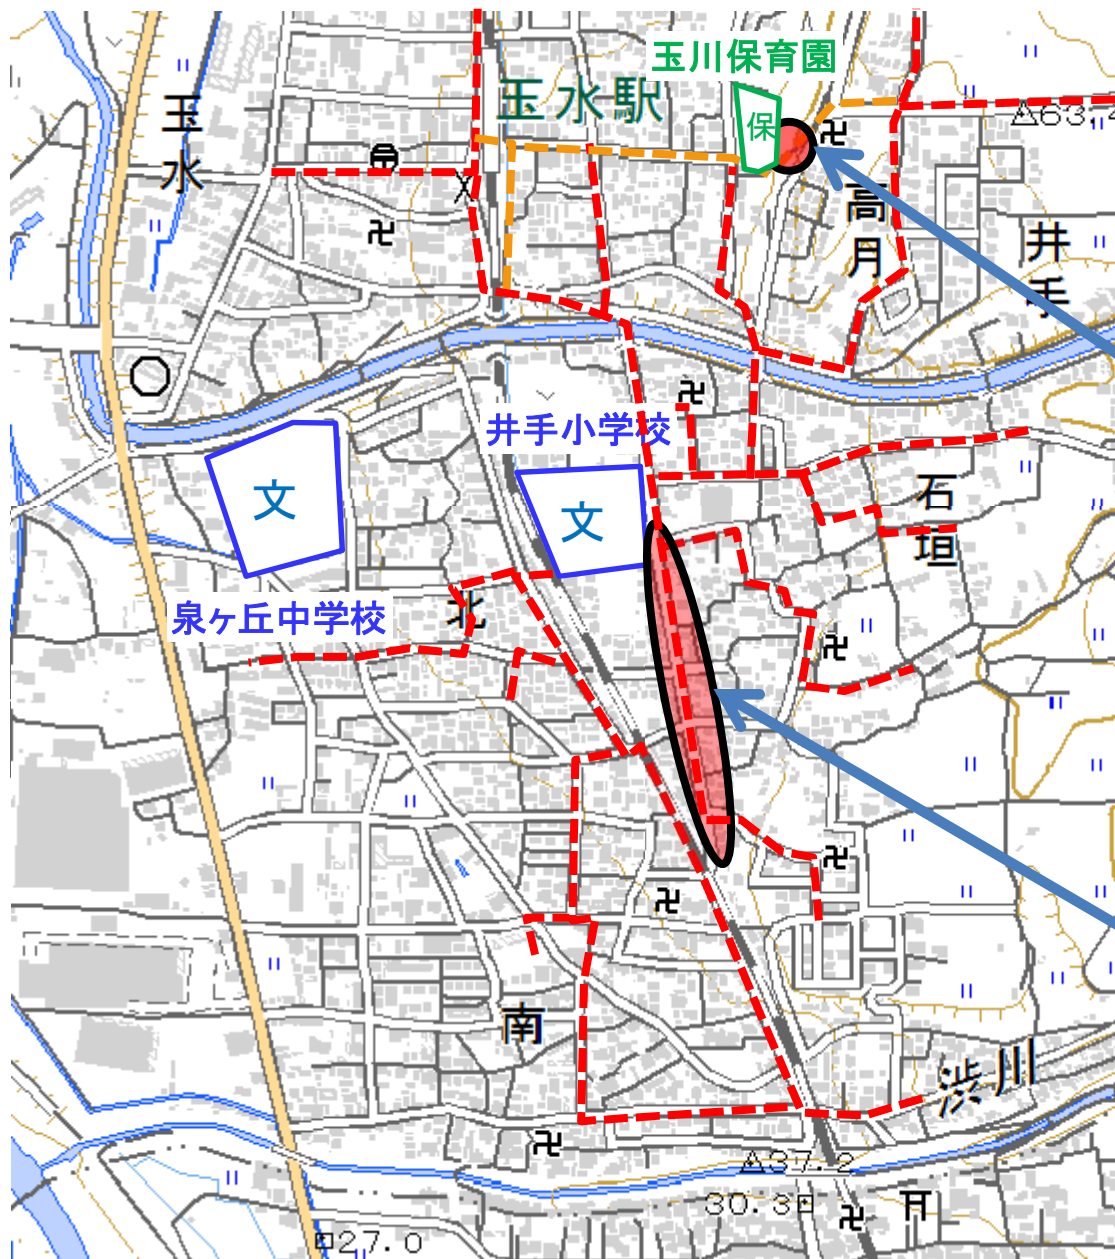 玉川保育園
玉水駅
保
63.4
玉水
高月
井手
井手小学校
文
文
石垣
泉ヶ丘中学校
北
南
渋川
37.2
30.3
27.0